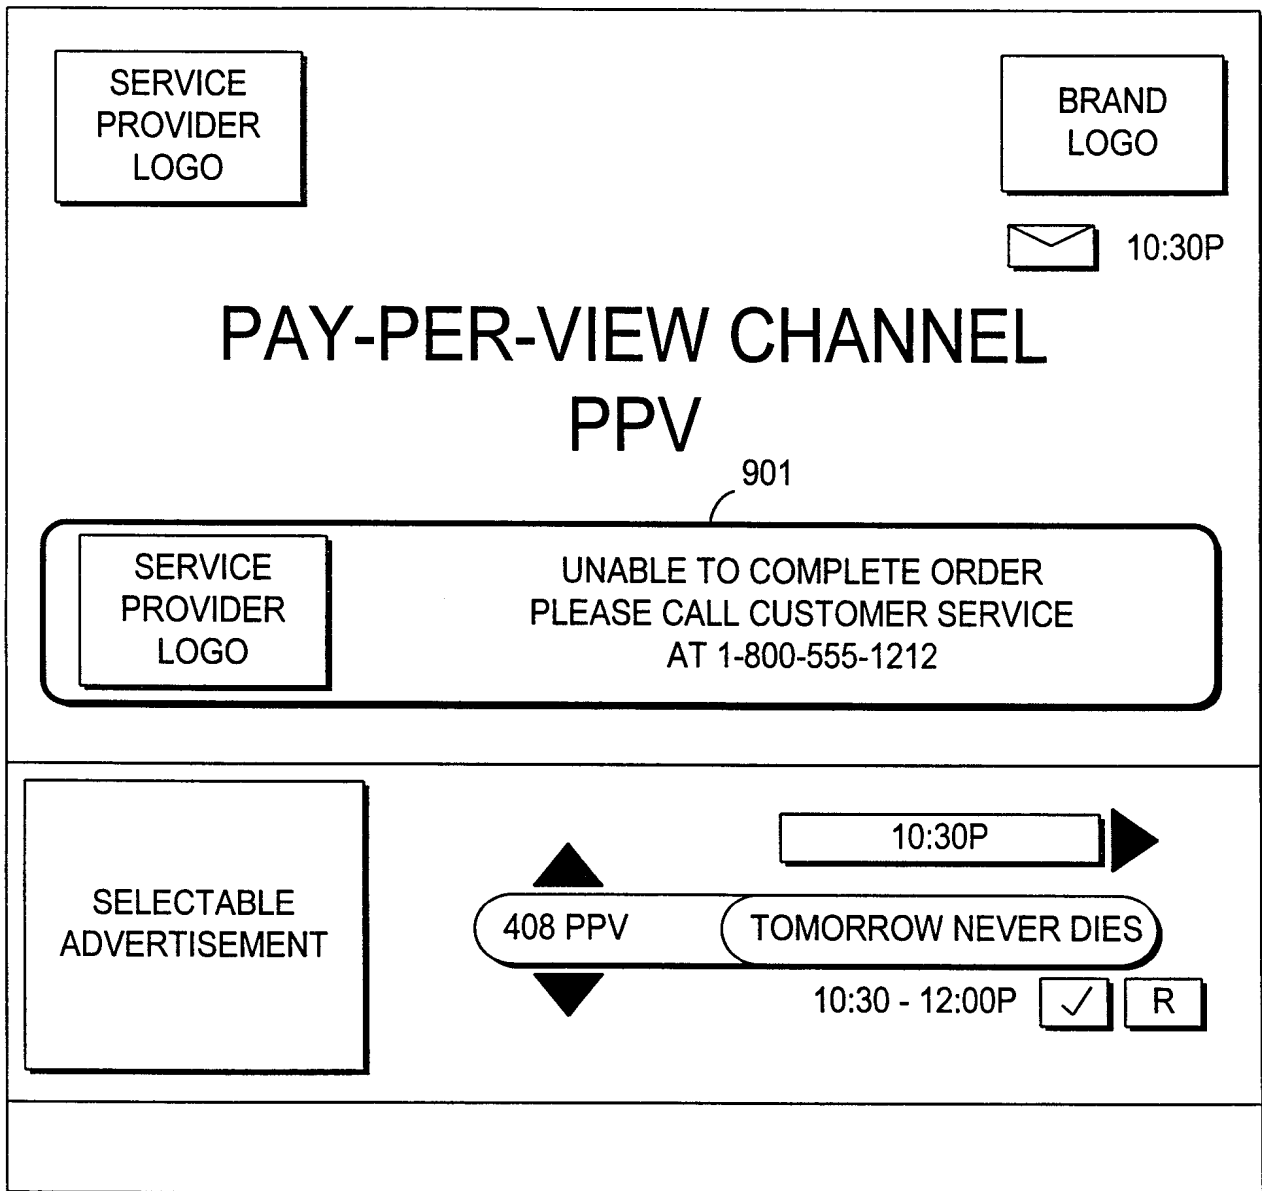 SERVICE
PROVIDER
LOGO
BRAND
LOGO
10:30P
PAY-PER-VIEW CHANNEL
PPV
901
SERVICE
PROVIDER
LOGO
UNABLE TO COMPLETE ORDER
PLEASE CALL CUSTOMER SERVICE
AT 1-800-555-1212
SELECTABLE
ADVERTISEMENT
10:30P
408 PPV
TOMORROW NEVER DIES
10:30 - 12:00P
R